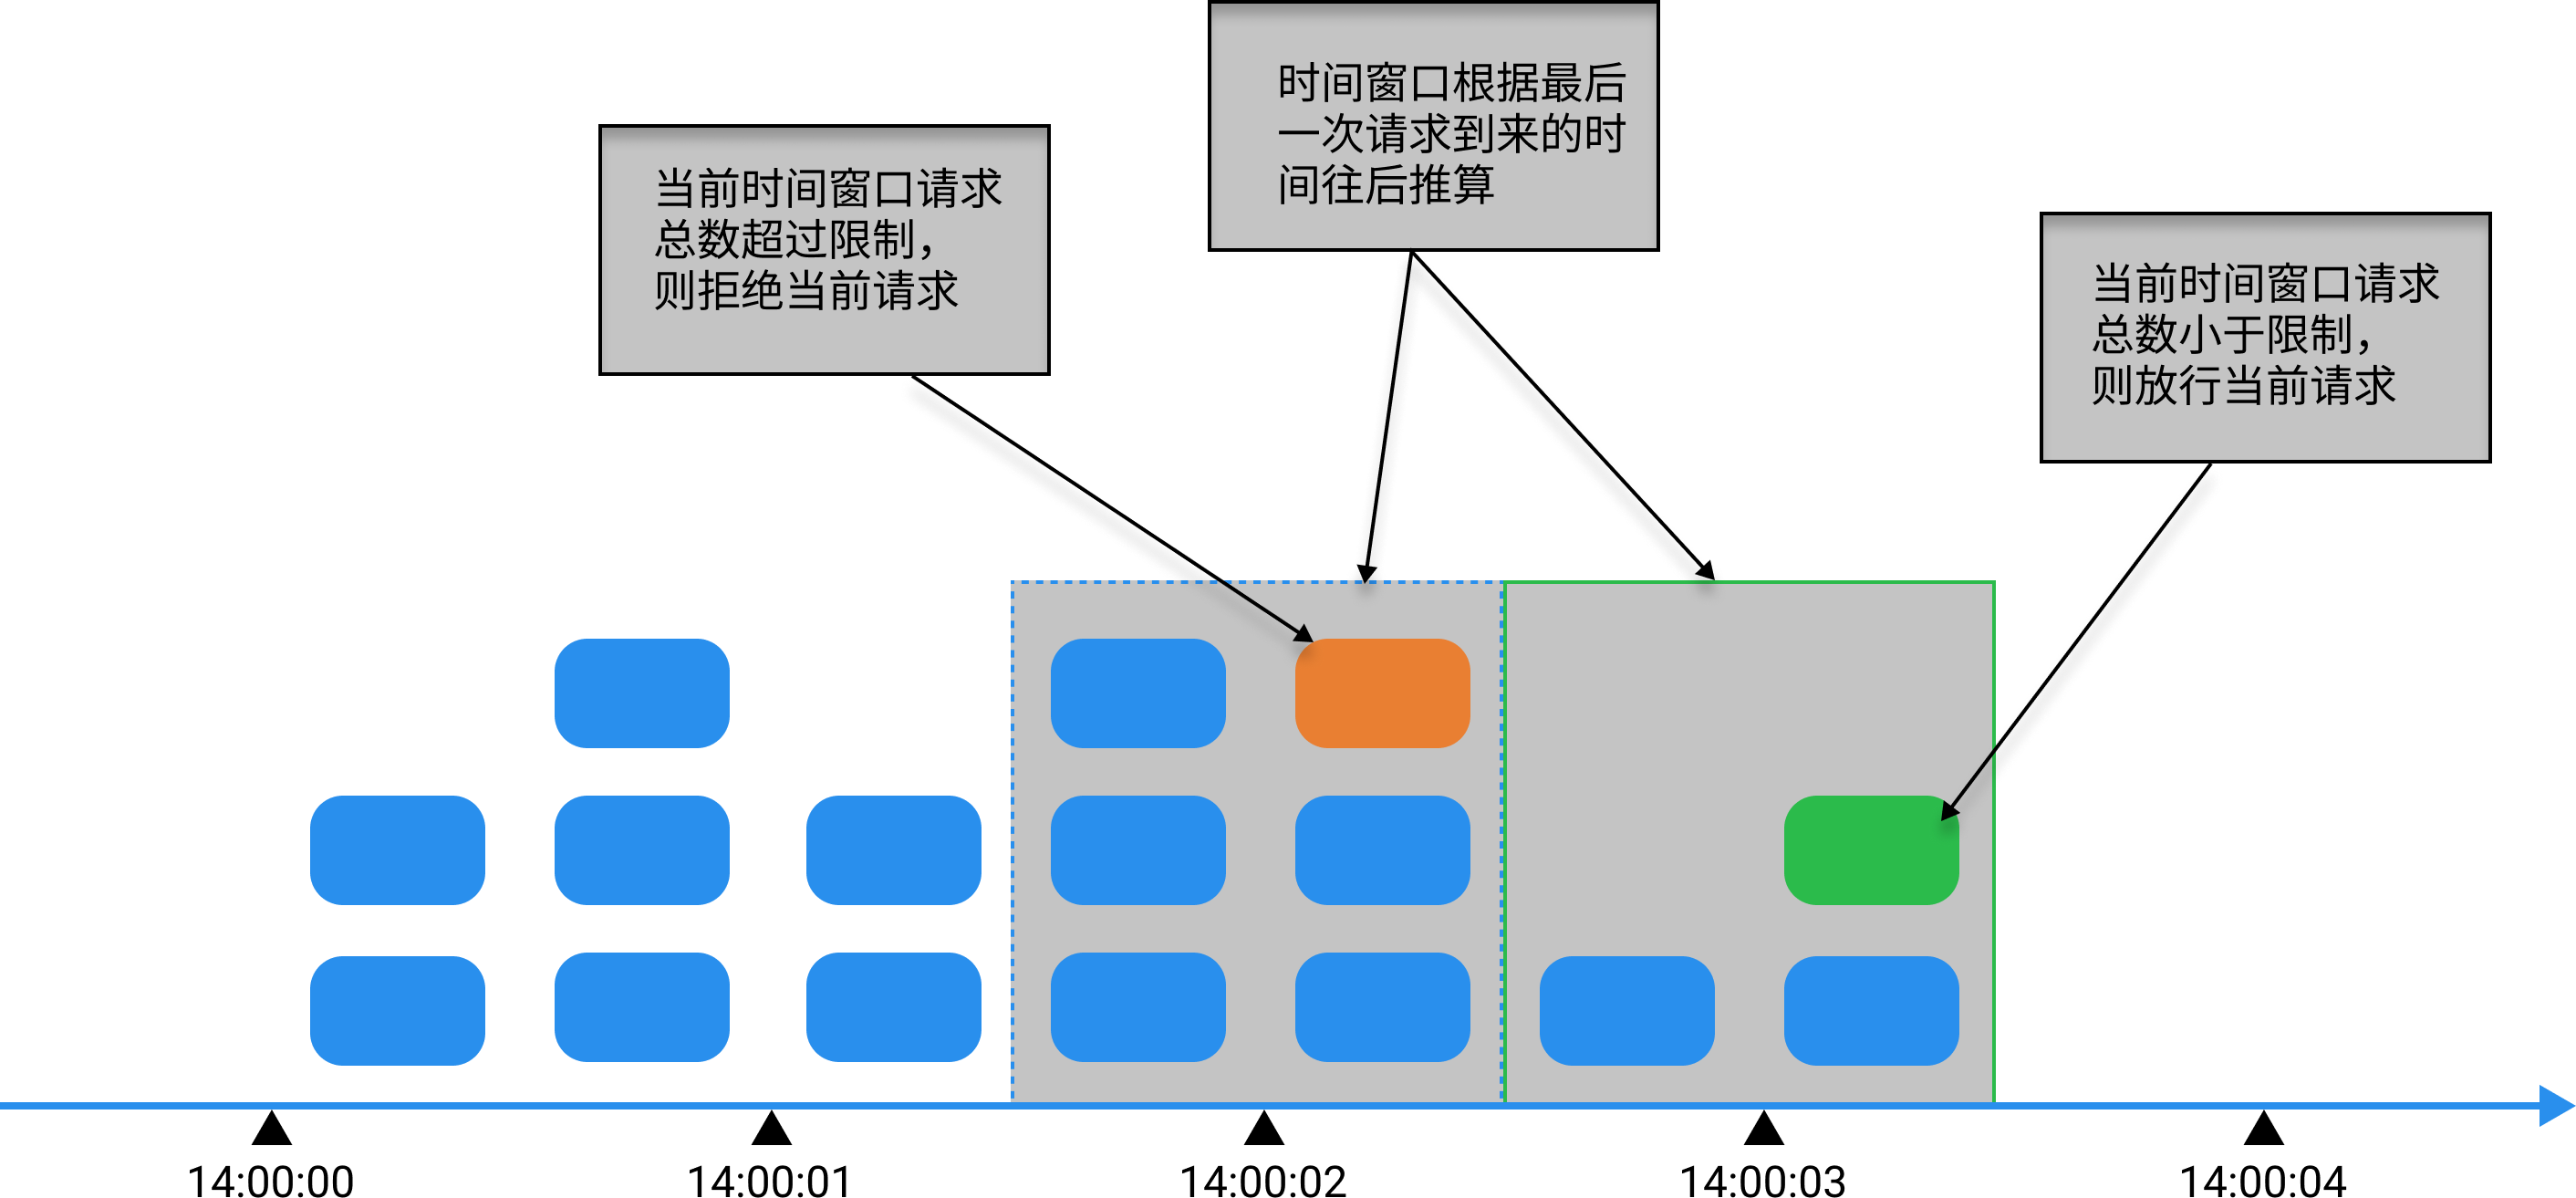 时间窗口根据最后
一次请求到来的时
间往后推算
当前时间窗口请求
总数超过限制，
则拒绝当前请求
当前时间窗口请求
总数小于限制，
则放行当前请求
14:00:00
14:00:01
14:00:02
14:00:03
14:00:04